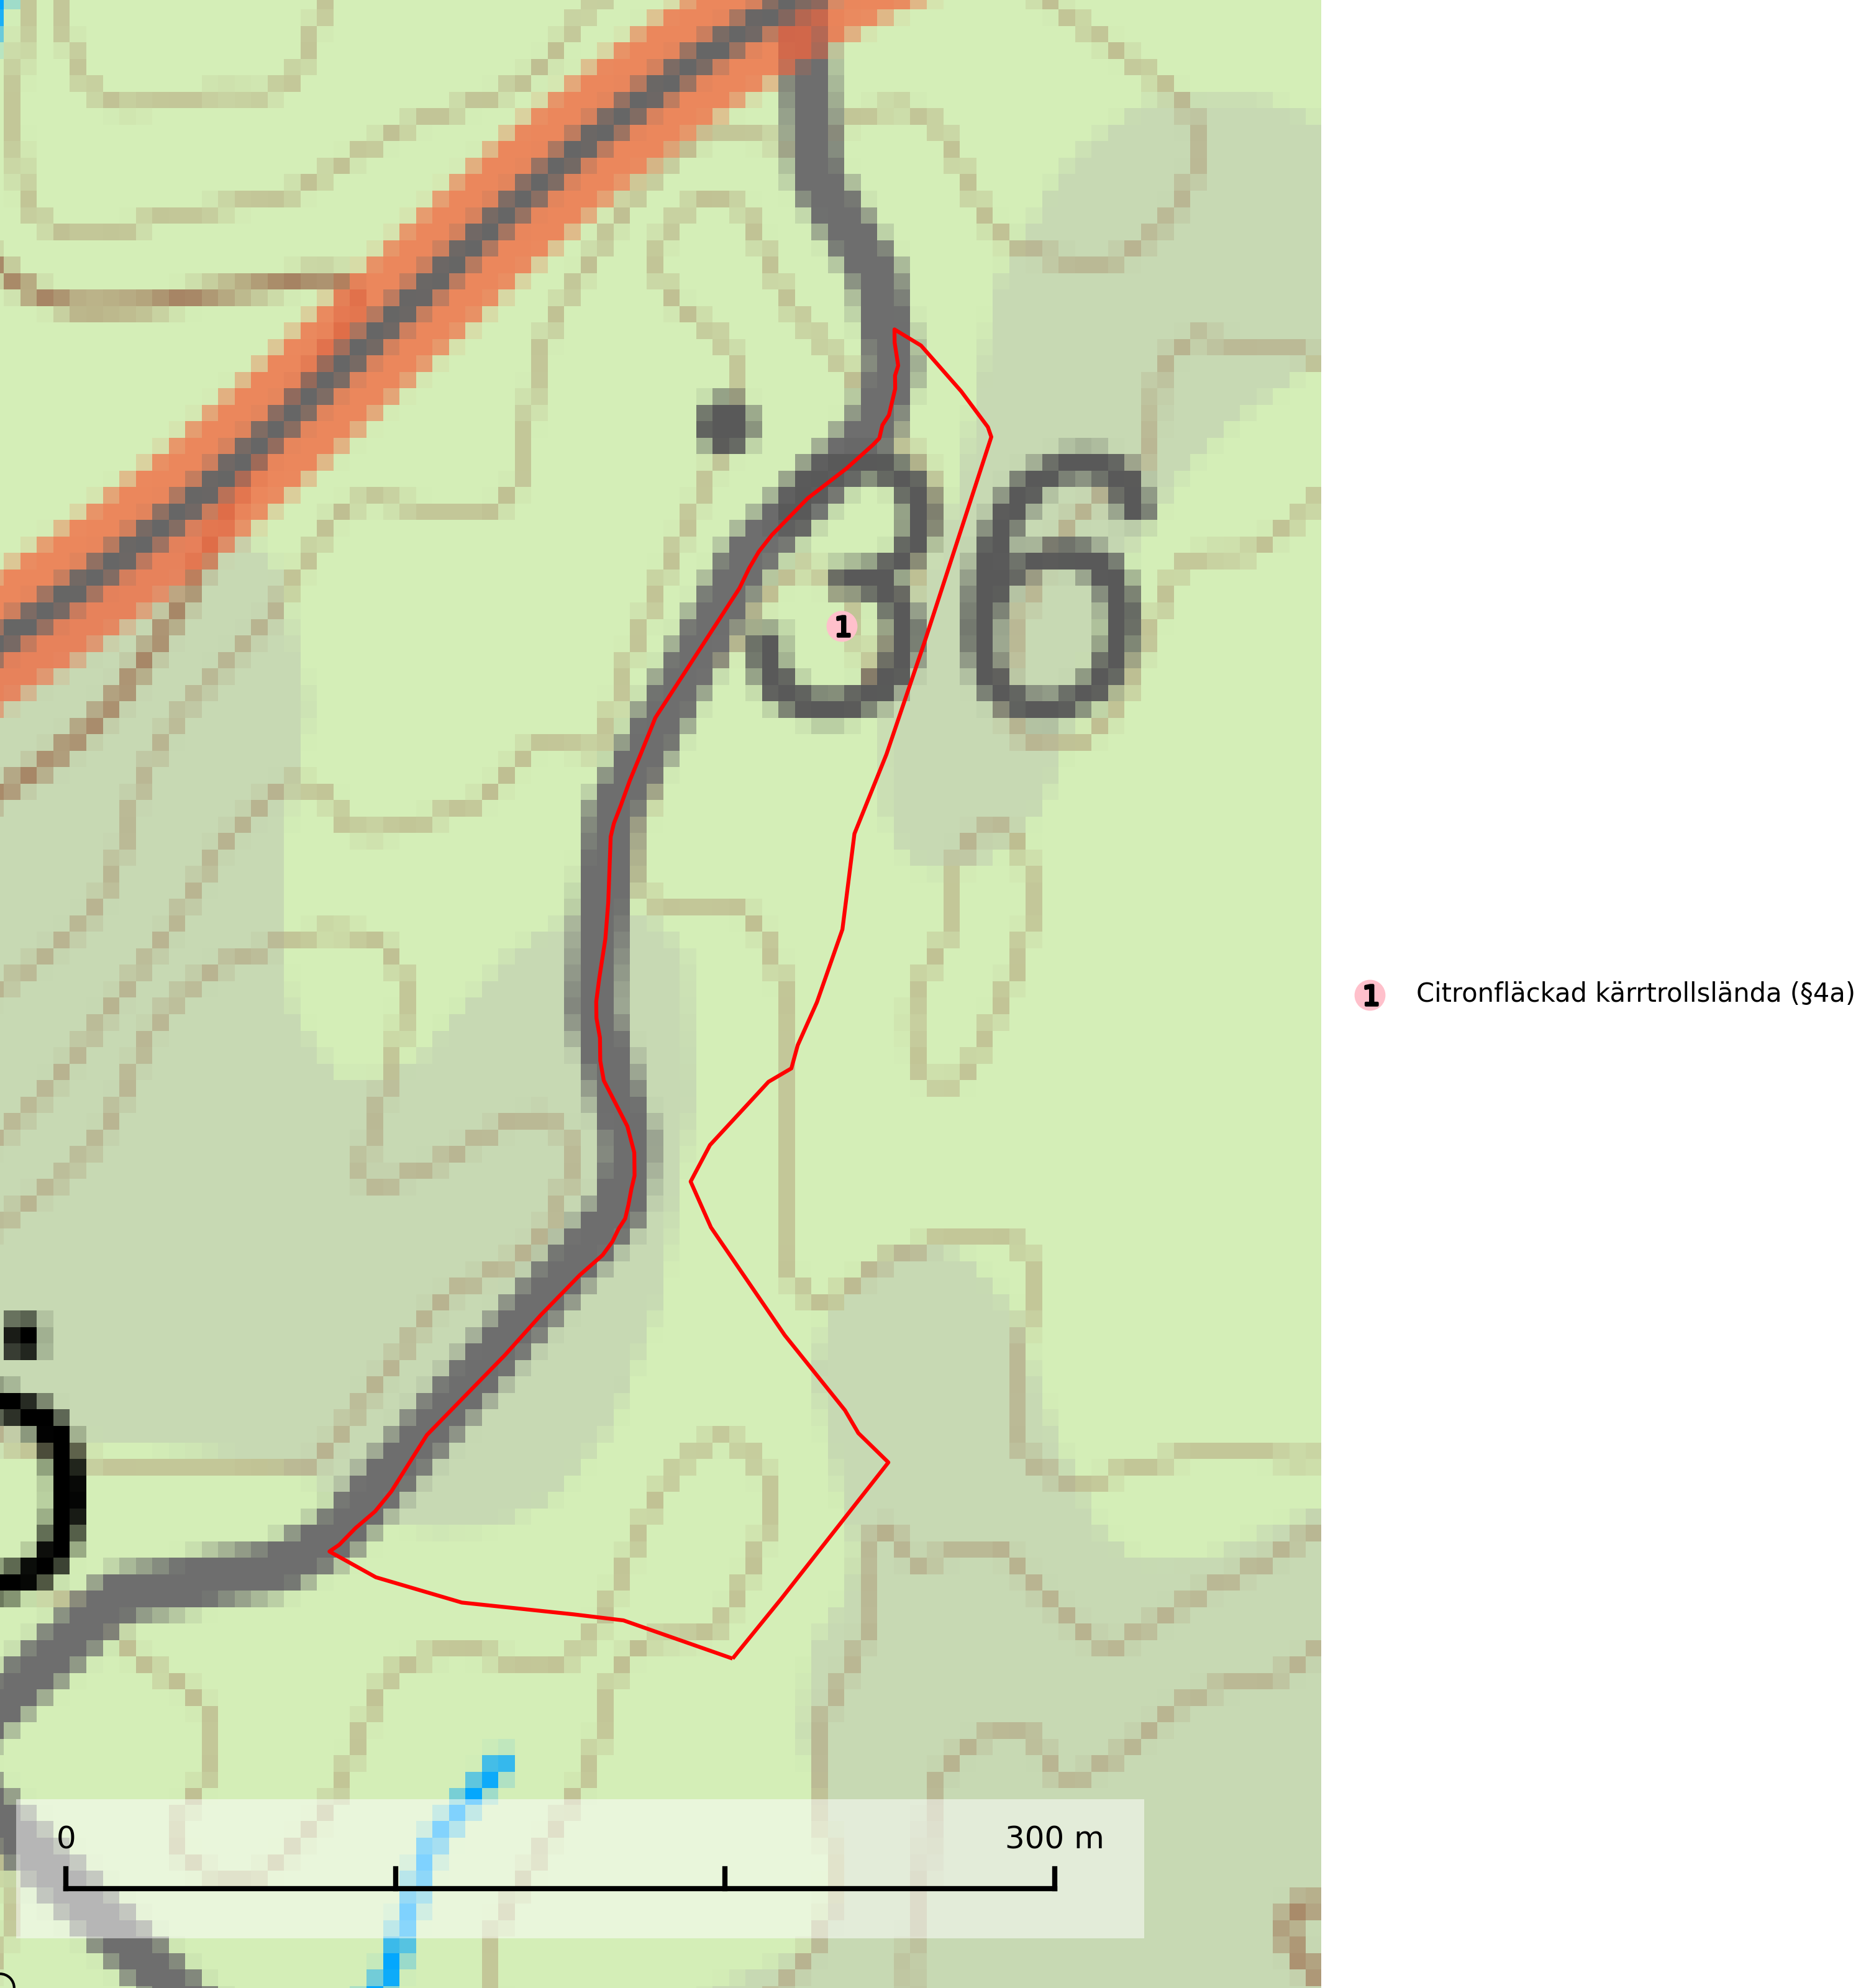 36
1
1 Citronfläckad kärrtrollslända (§4a)
0 300 m